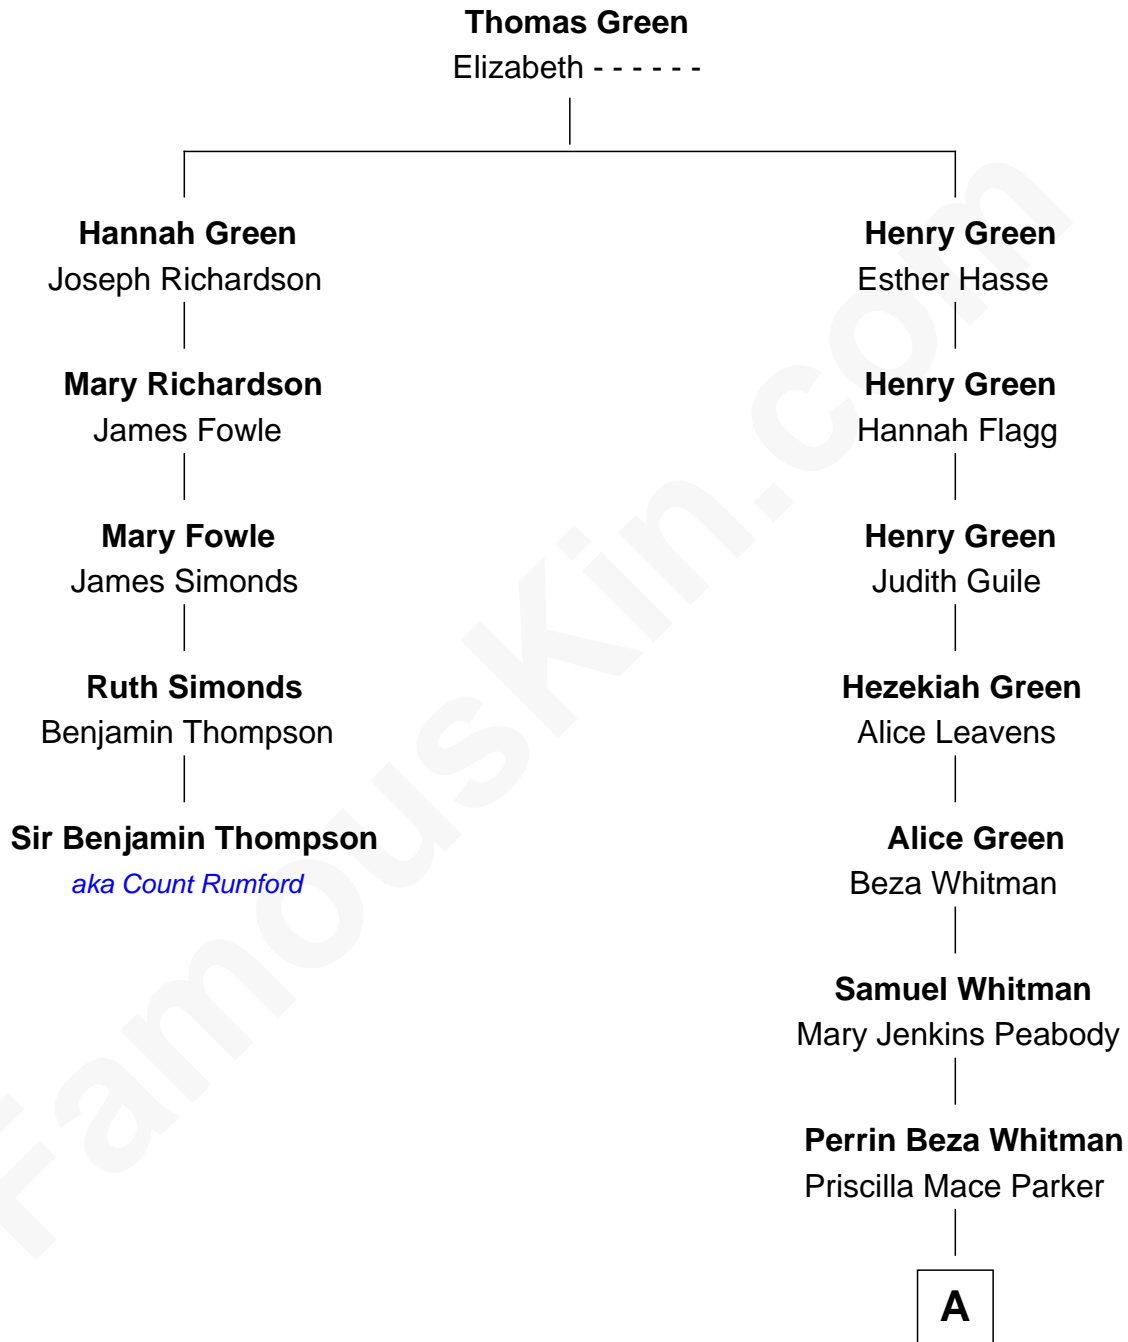 Thomas Green
Elizabeth - - - - - -
Hannah Green
Joseph Richardson
Mary Richardson
James Fowle
Mary Fowle
James Simonds
Ruth Simonds
Benjamin Thompson
Sir Benjamin Thompson
aka Count Rumford
Henry Green
Esther Hasse
Henry Green
Hannah Flagg
Henry Green
Judith Guile
Hezekiah Green
Alice Leavens
Alice Green
Beza Whitman
Samuel Whitman
Mary Jenkins Peabody
Perrin Beza Whitman
Priscilla Mace Parker
A
FamousKin.com